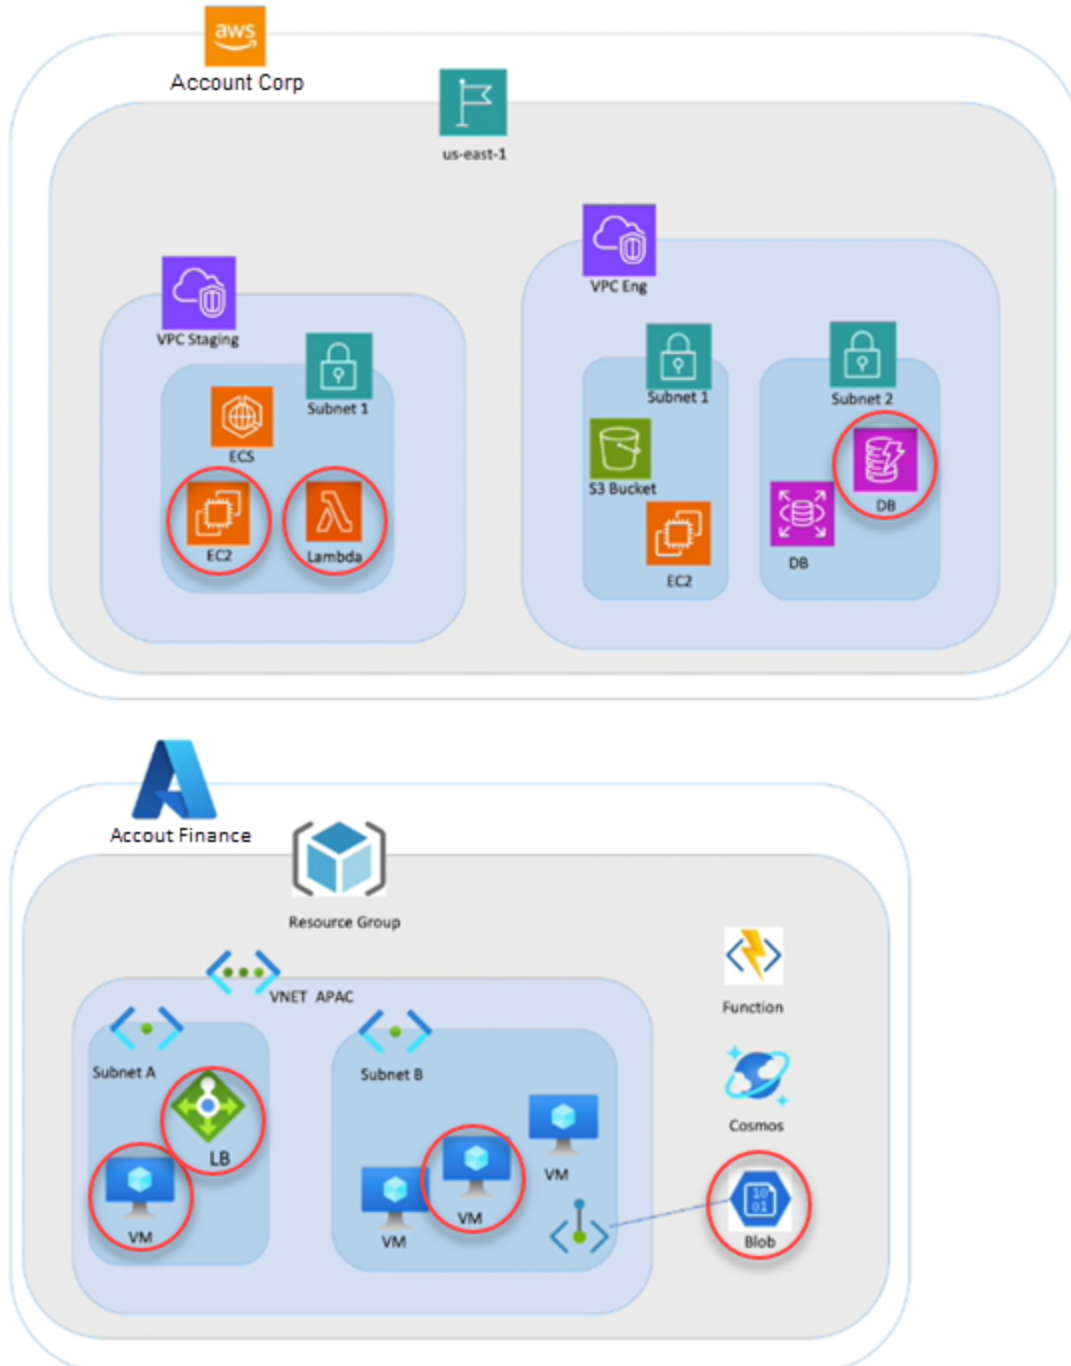 aws
Account Corp
us-east-1
VPC Eng
VPC Staging
Subnet 1
Subnet 1
Subnet 2
ECS
S3 Bucket
DB
EC2
Lambda
DB
EC2
Accout Finance
Resource Group
VNET APAC
Function
Subnet A
Subnet B
Cosmos
LB
VM
VM
VM
VM
10
01
Blob